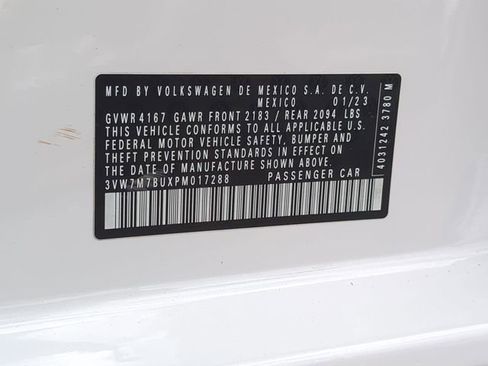 MFD BY VOLKSWAGEN DE MEXICO S.A. DE C.V.
MEXICO 01/23
GVWR 4167 GAWR FRONT 2183 / REAR 2094 LBS
THIS VEHICLE CONFORMS TO ALL APPLICABLE U.S.
FEDERAL MOTOR VEHICLE SAFETY, BUMPER AND
THEFT PREVENTION STANDARDS IN EFFECT ON
THE DATE OF MANUFACTURE SHOWN ABOVE.
3VW7M7BUXPM017288 PASSENGER CAR
4031242 3780 M